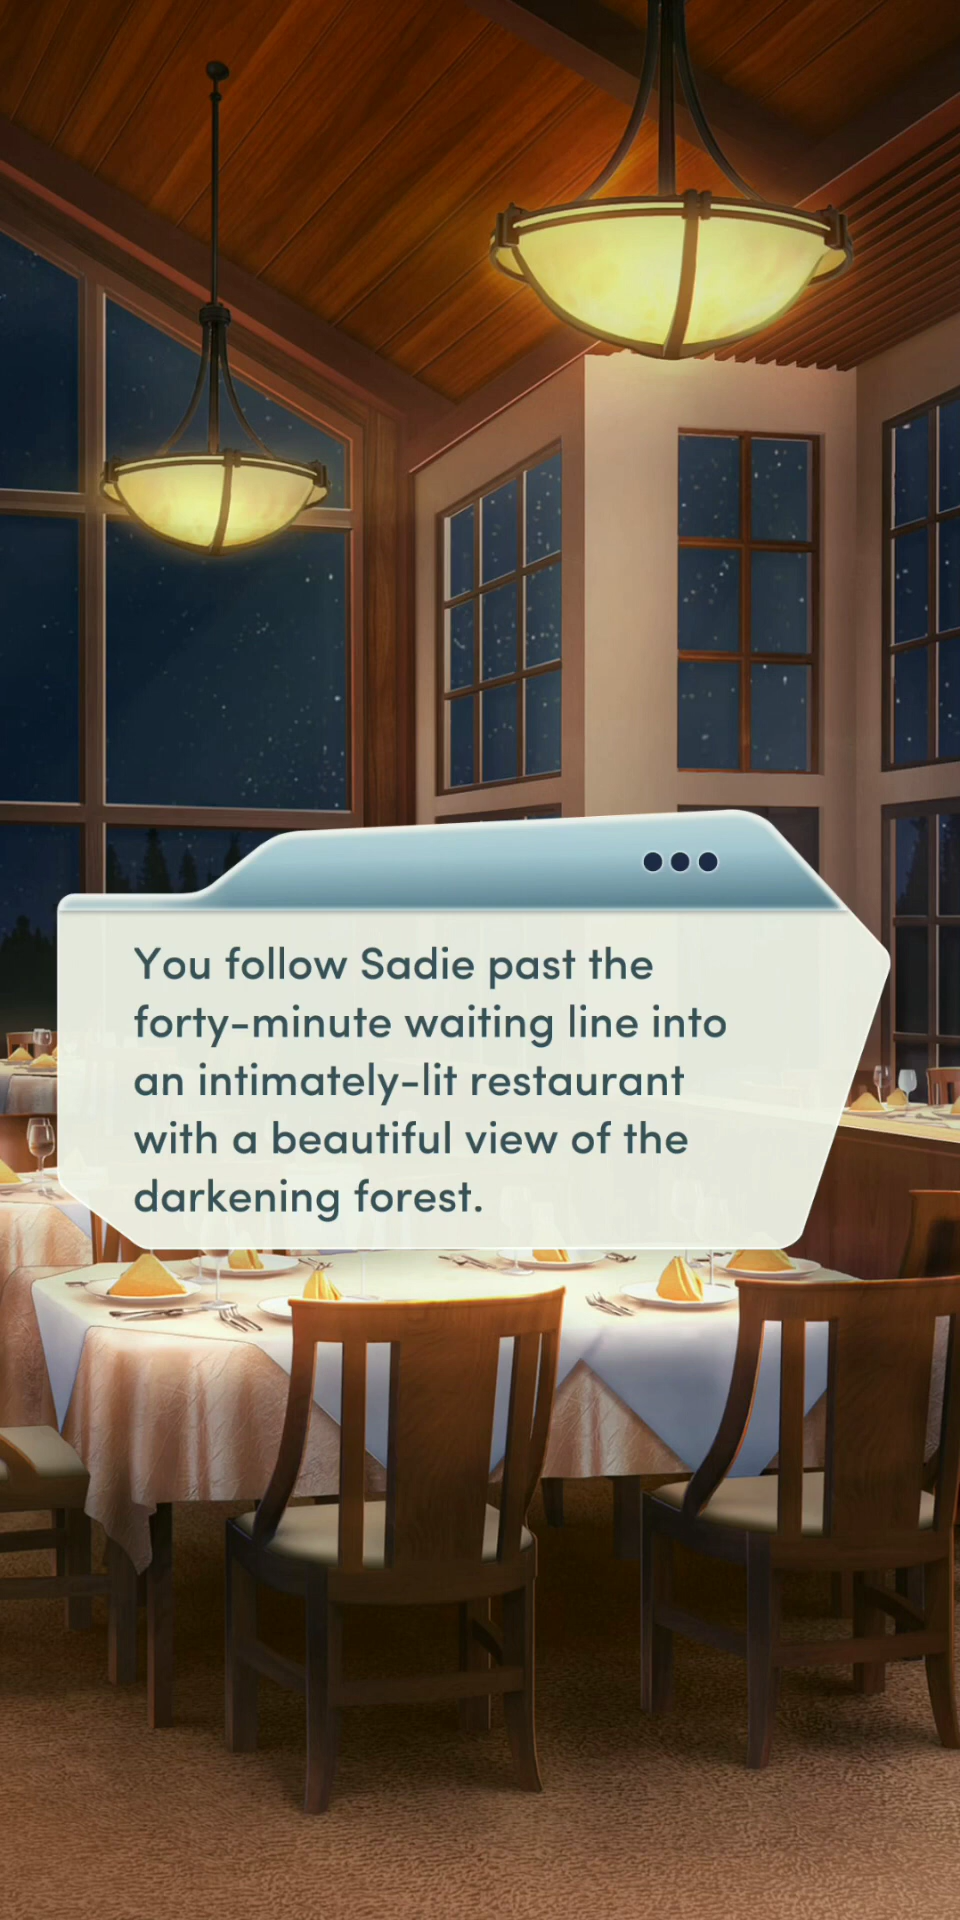 You follow Sadie past the
forty-minute waiting line into
an intimately-lit restaurant
with a beautiful view of the
darkening forest.